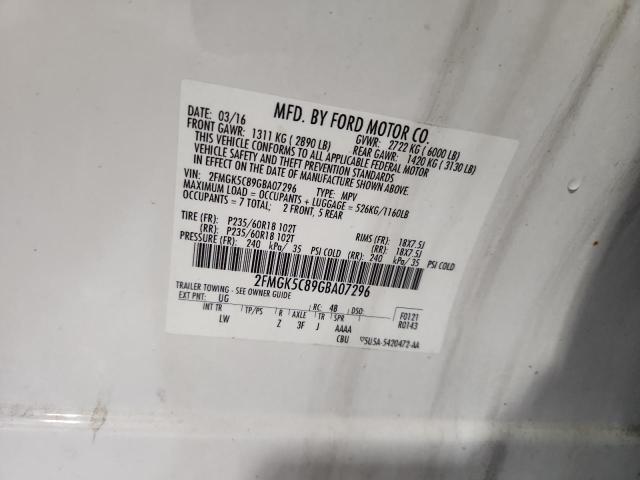 MFD. BY FORD MOTOR CO.
DATE: 03/16 GVWR: 2722 KG ( 6000 LB)
FRONT GAWR: 1311 KG ( 2890 LB) REAR GAWR: 1420 KG ( 3130 LB)
THIS VEHICLE CONFORMS TO ALL APPLICABLE FEDERAL MOTOR
VEHICLE SAFETY AND THEFT PREVENTION STANDARDS
IN EFFECT ON THE DATE OF MANUFACTURE SHOWN ABOVE.
VIN: 2FMGK5C89GBA07296 TYPE: MPV
MAXIMUM LOAD = OCCUPANTS + LUGGAGE = 526KG/1160LB
OCCUPANTS = 7 TOTAL; 2 FRONT, 5 REAR
TIRE (FR): P235/60R18 102T RIMS (FR): 18X7.5J
(RR): P235/60R18 102T (RR): 18X7.5J
PRESSURE (FR): 240 kPa/ 35 PSI COLD (RR): 240 kPa/ 35 PSI COLD
2FMGK5C89GBA07296
TRAILER TOWING - SEE OWNER GUIDE
EXT PNT: UG RC: 4B DSO: F0121
INT TR TP/PS R AXLE TR SPR R0143
LW Z 3F J AAAA
CBU 5U5A-5420472-AA